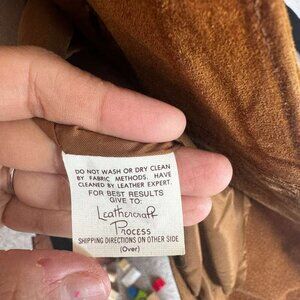 DO NOT WASH OR DRY CLEAN
BY FABRIC METHODS. HAVE
CLEANED BY LEATHER EXPERT.
FOR BEST RESULTS
GIVE TO:
Leathercraft
Process
SHIPPING DIRECTIONS ON OTHER SIDE
(Over)